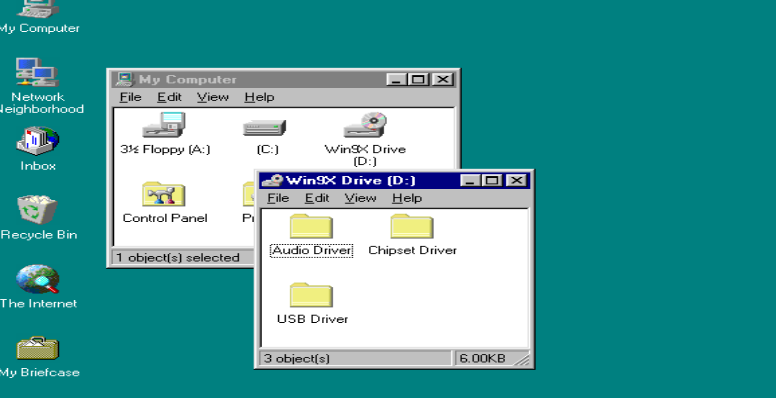 My Computer
Network
Neighborhood
Inbox
Recycle Bin
The Internet
My Briefcase
My Computer
File Edit View Help
3½ Floppy (A:)
(C:)
Win9X Drive
(D:)
Control Panel
1 object(s) selected
Win9X Drive (D:)
File Edit View Help
Audio Driver
Chipset Driver
USB Driver
3 object(s)
6.00KB